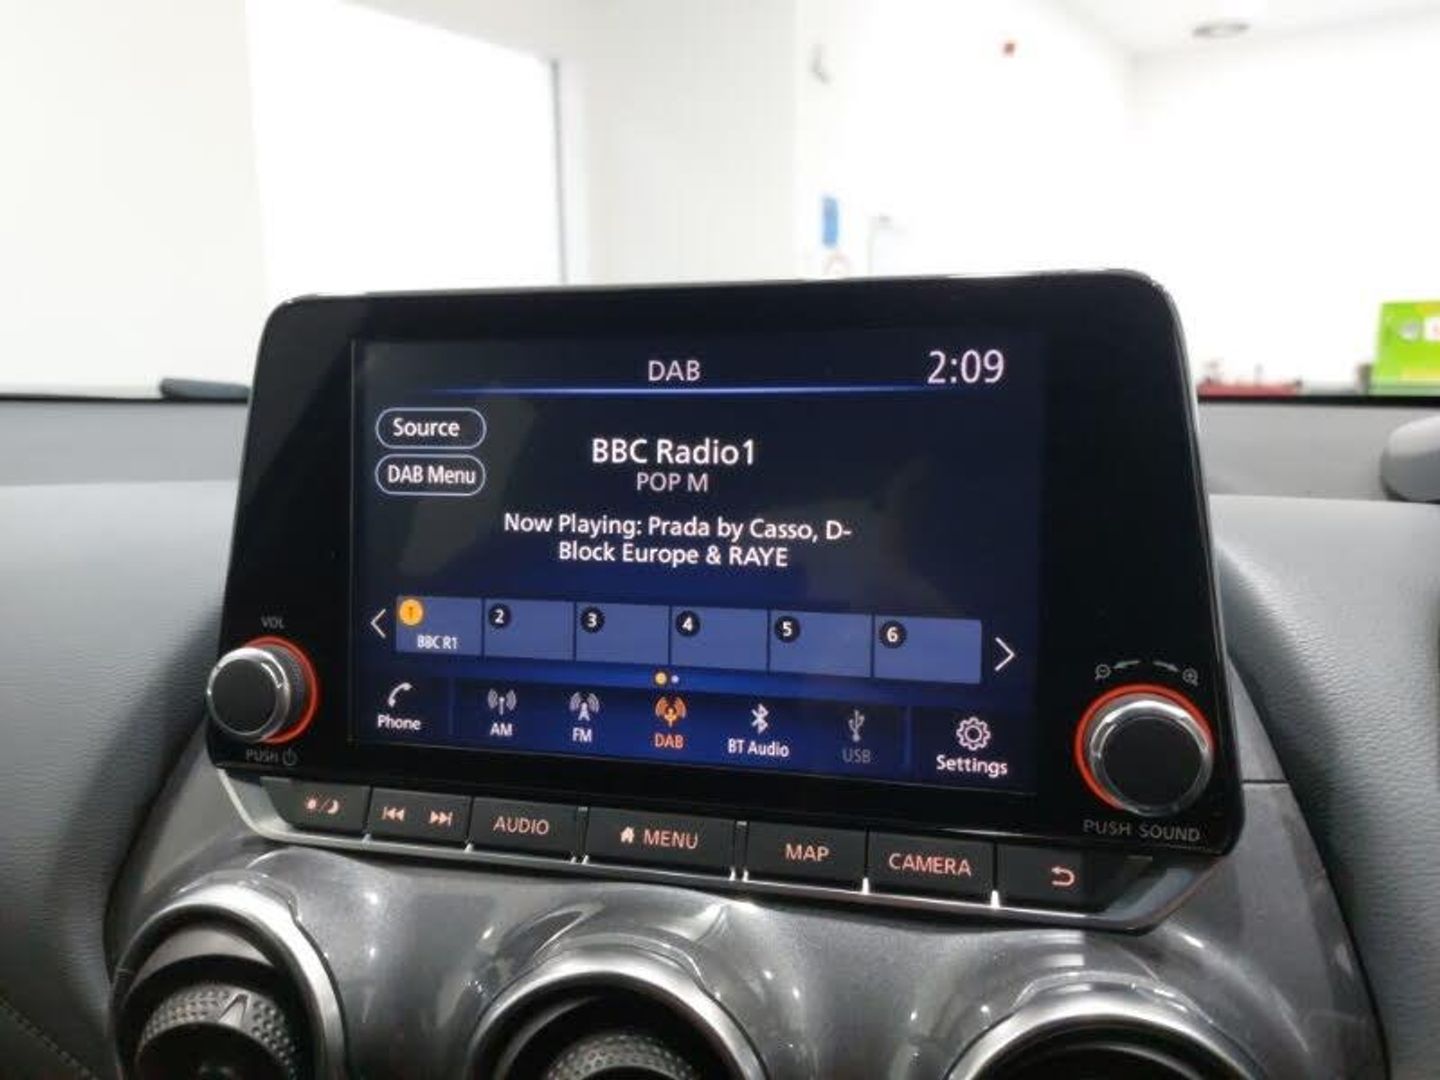 DAB
2:09
Source
DAB Menu
BBC Radio1
POP M
Now Playing: Prada by Casso, D-
Block Europe & RAYE
1
2
3
4
5
6
BBC R1
Phone
AM
FM
DAB
BT Audio
USB
Settings
VOL
PUSH
PUSH SOUND
AUDIO
MENU
MAP
CAMERA